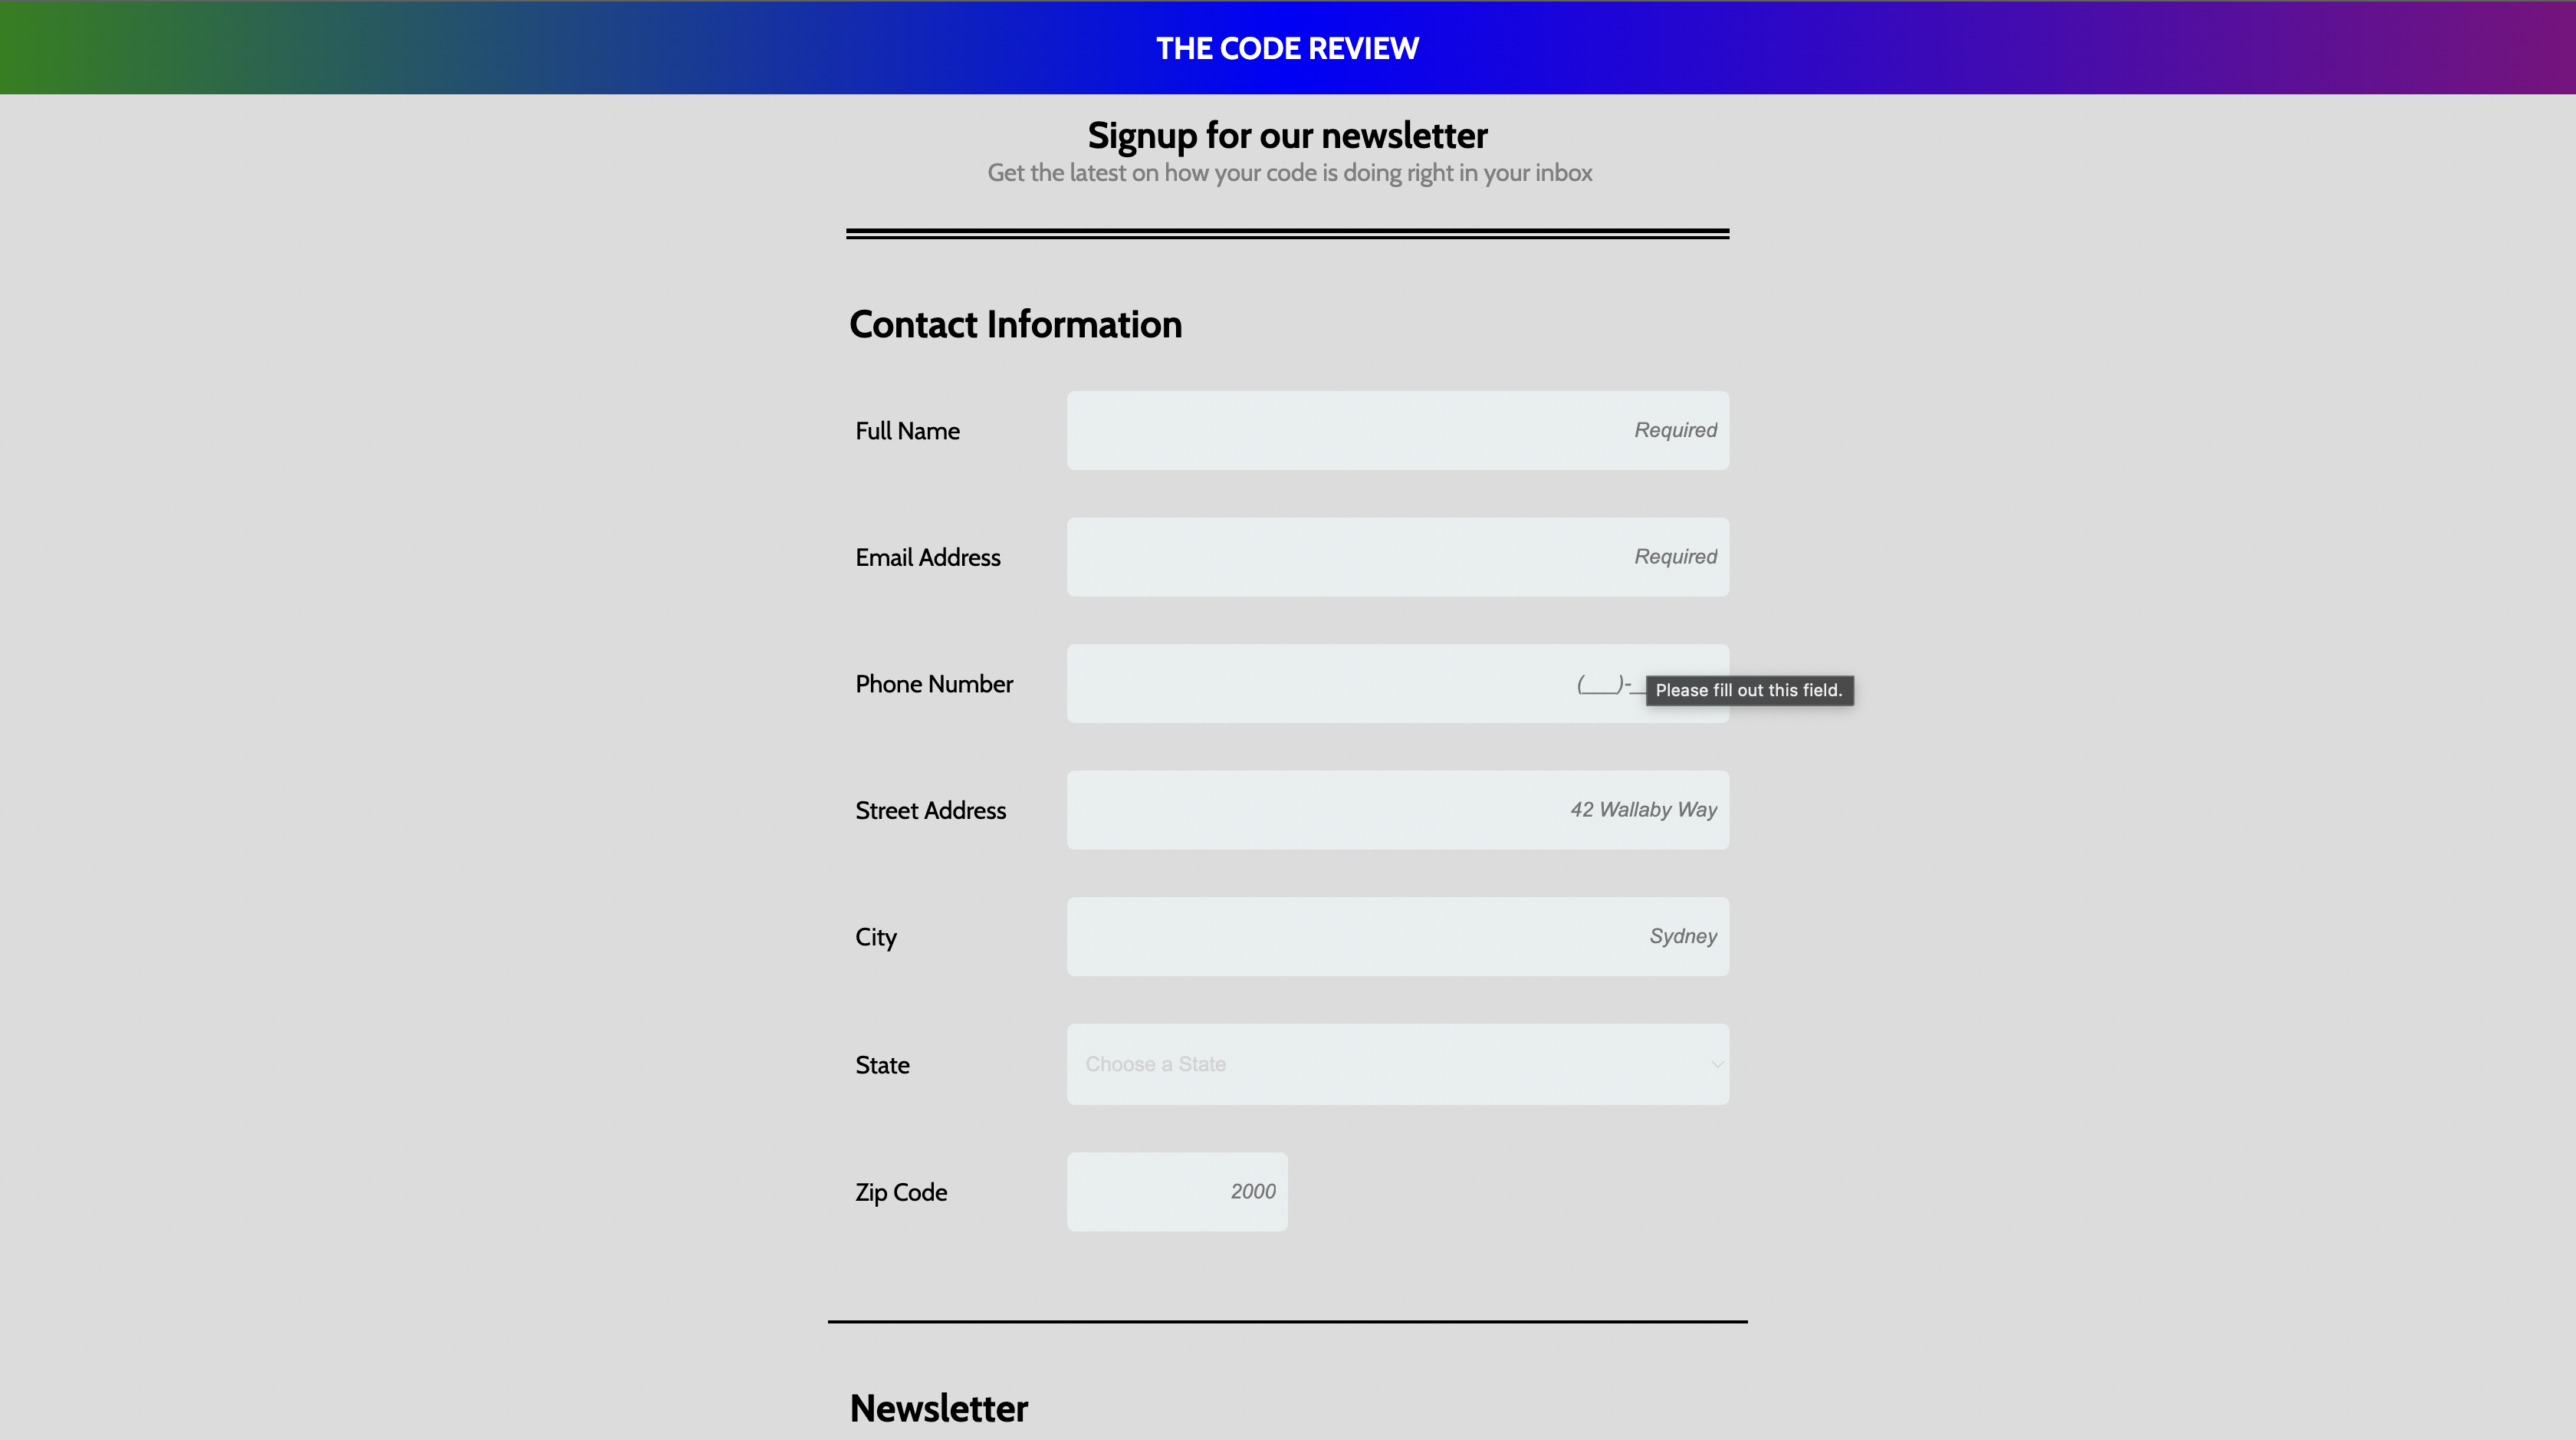 THE CODE REVIEW
Signup for our newsletter
Get the latest on how your code is doing right in your inbox
Contact Information
Full Name Required
Email Address Required
Phone Number (___)-__ Please fill out this field.
Street Address 42 Wallaby Way
City Sydney
State Choose a State
Zip Code 2000
Newsletter